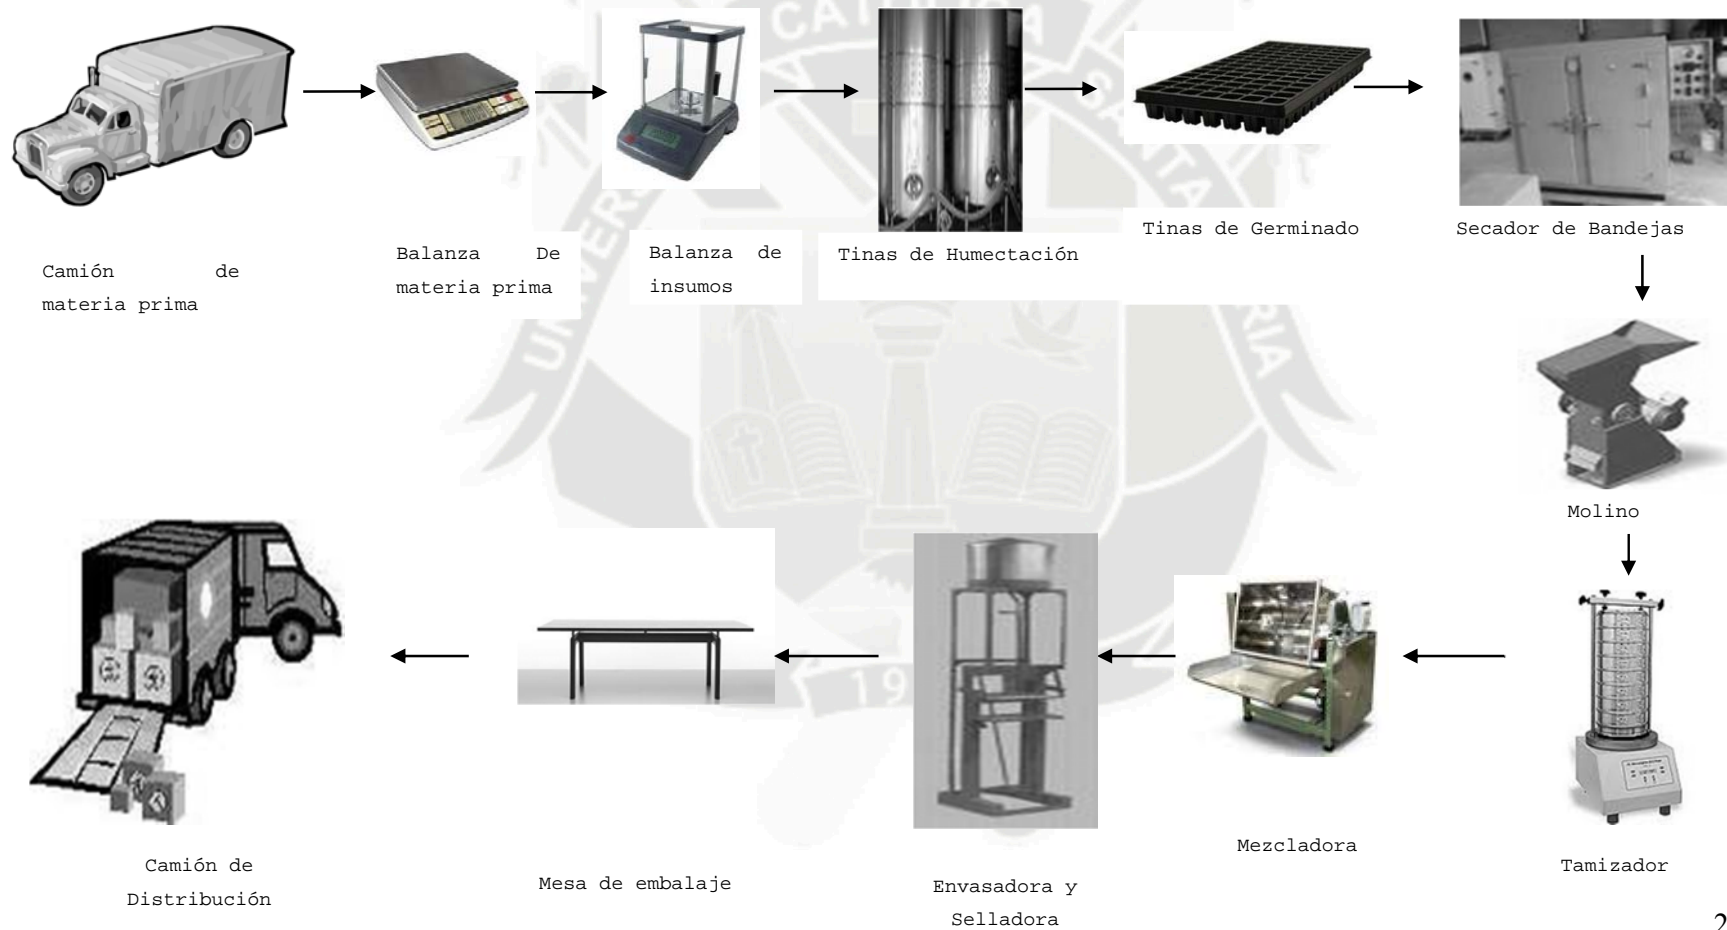 Camión de
materia prima
Balanza De
materia prima
Balanza de
insumos
Tinas de Humectación
Tinas de Germinado
Secador de Bandejas
Molino
Tamizador
Mezcladora
Envasadora y
Selladora
Mesa de embalaje
Camión de
Distribución
2